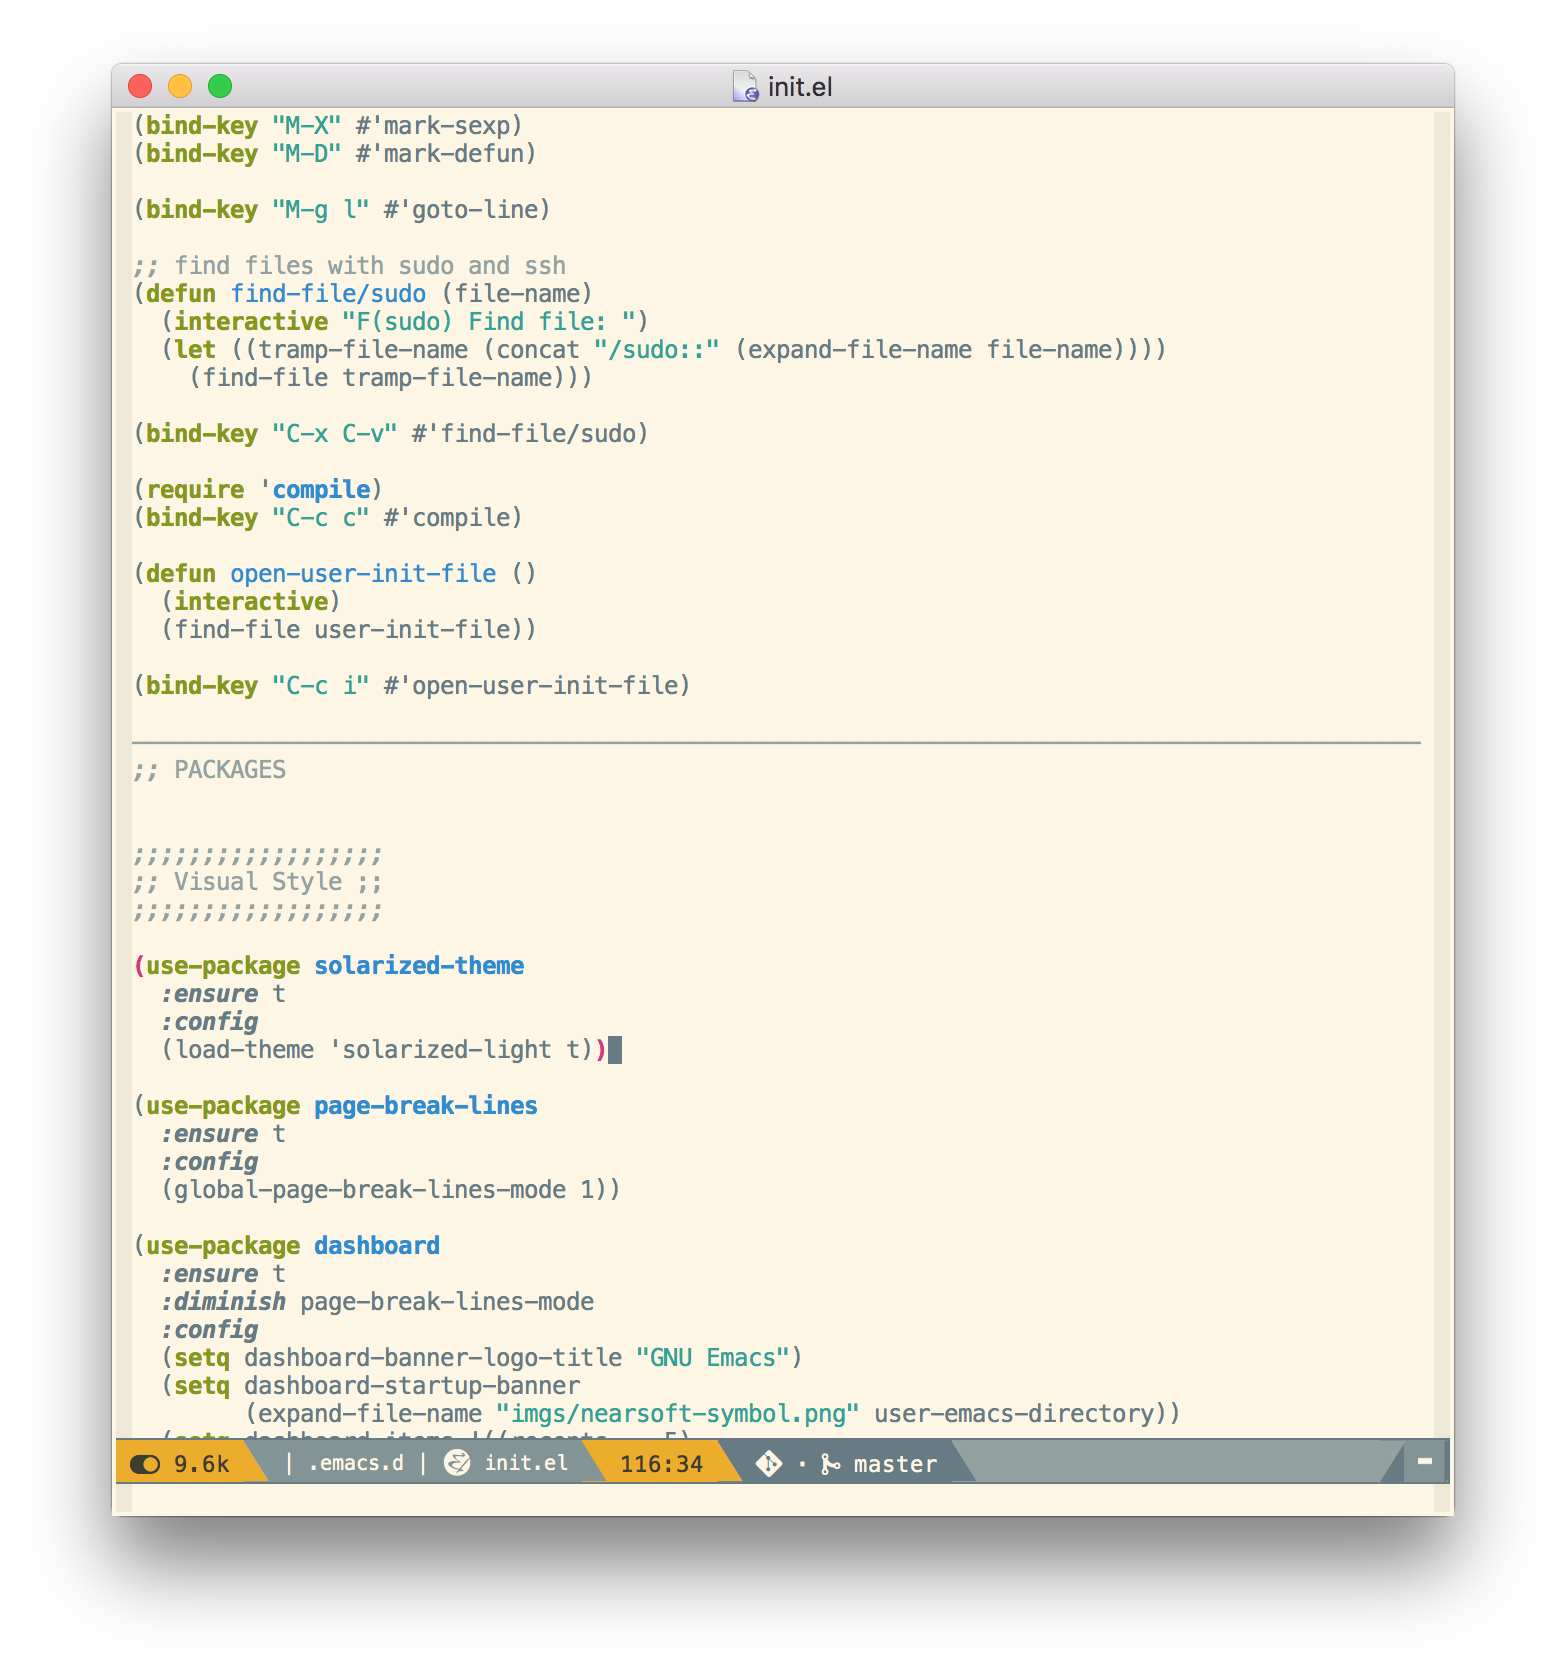 init.el
(bind-key "M-X" #'mark-sexp)
(bind-key "M-D" #'mark-defun)
(bind-key "M-g l" #'goto-line)
;; find files with sudo and ssh
(defun find-file/sudo (file-name)
  (interactive "F(sudo) Find file: ")
  (let ((tramp-file-name (concat "/sudo::" (expand-file-name file-name))))
    (find-file tramp-file-name)))
(bind-key "C-x C-v" #'find-file/sudo)
(require 'compile)
(bind-key "C-c c" #'compile)
(defun open-user-init-file ()
  (interactive)
  (find-file user-init-file))
(bind-key "C-c i" #'open-user-init-file)
;; PACKAGES
;;;;;;;;;;;;;;;;;;
;; Visual Style ;;
;;;;;;;;;;;;;;;;;;
(use-package solarized-theme
  :ensure t
  :config
  (load-theme 'solarized-light t))
(use-package page-break-lines
  :ensure t
  :config
  (global-page-break-lines-mode 1))
(use-package dashboard
  :ensure t
  :diminish page-break-lines-mode
  :config
  (setq dashboard-banner-logo-title "GNU Emacs")
  (setq dashboard-startup-banner
        (expand-file-name "imgs/nearsoft-symbol.png" user-emacs-directory))
  (setq dashboard-items '((recents . 5)
9.6k | .emacs.d | init.el 116:34 · master -